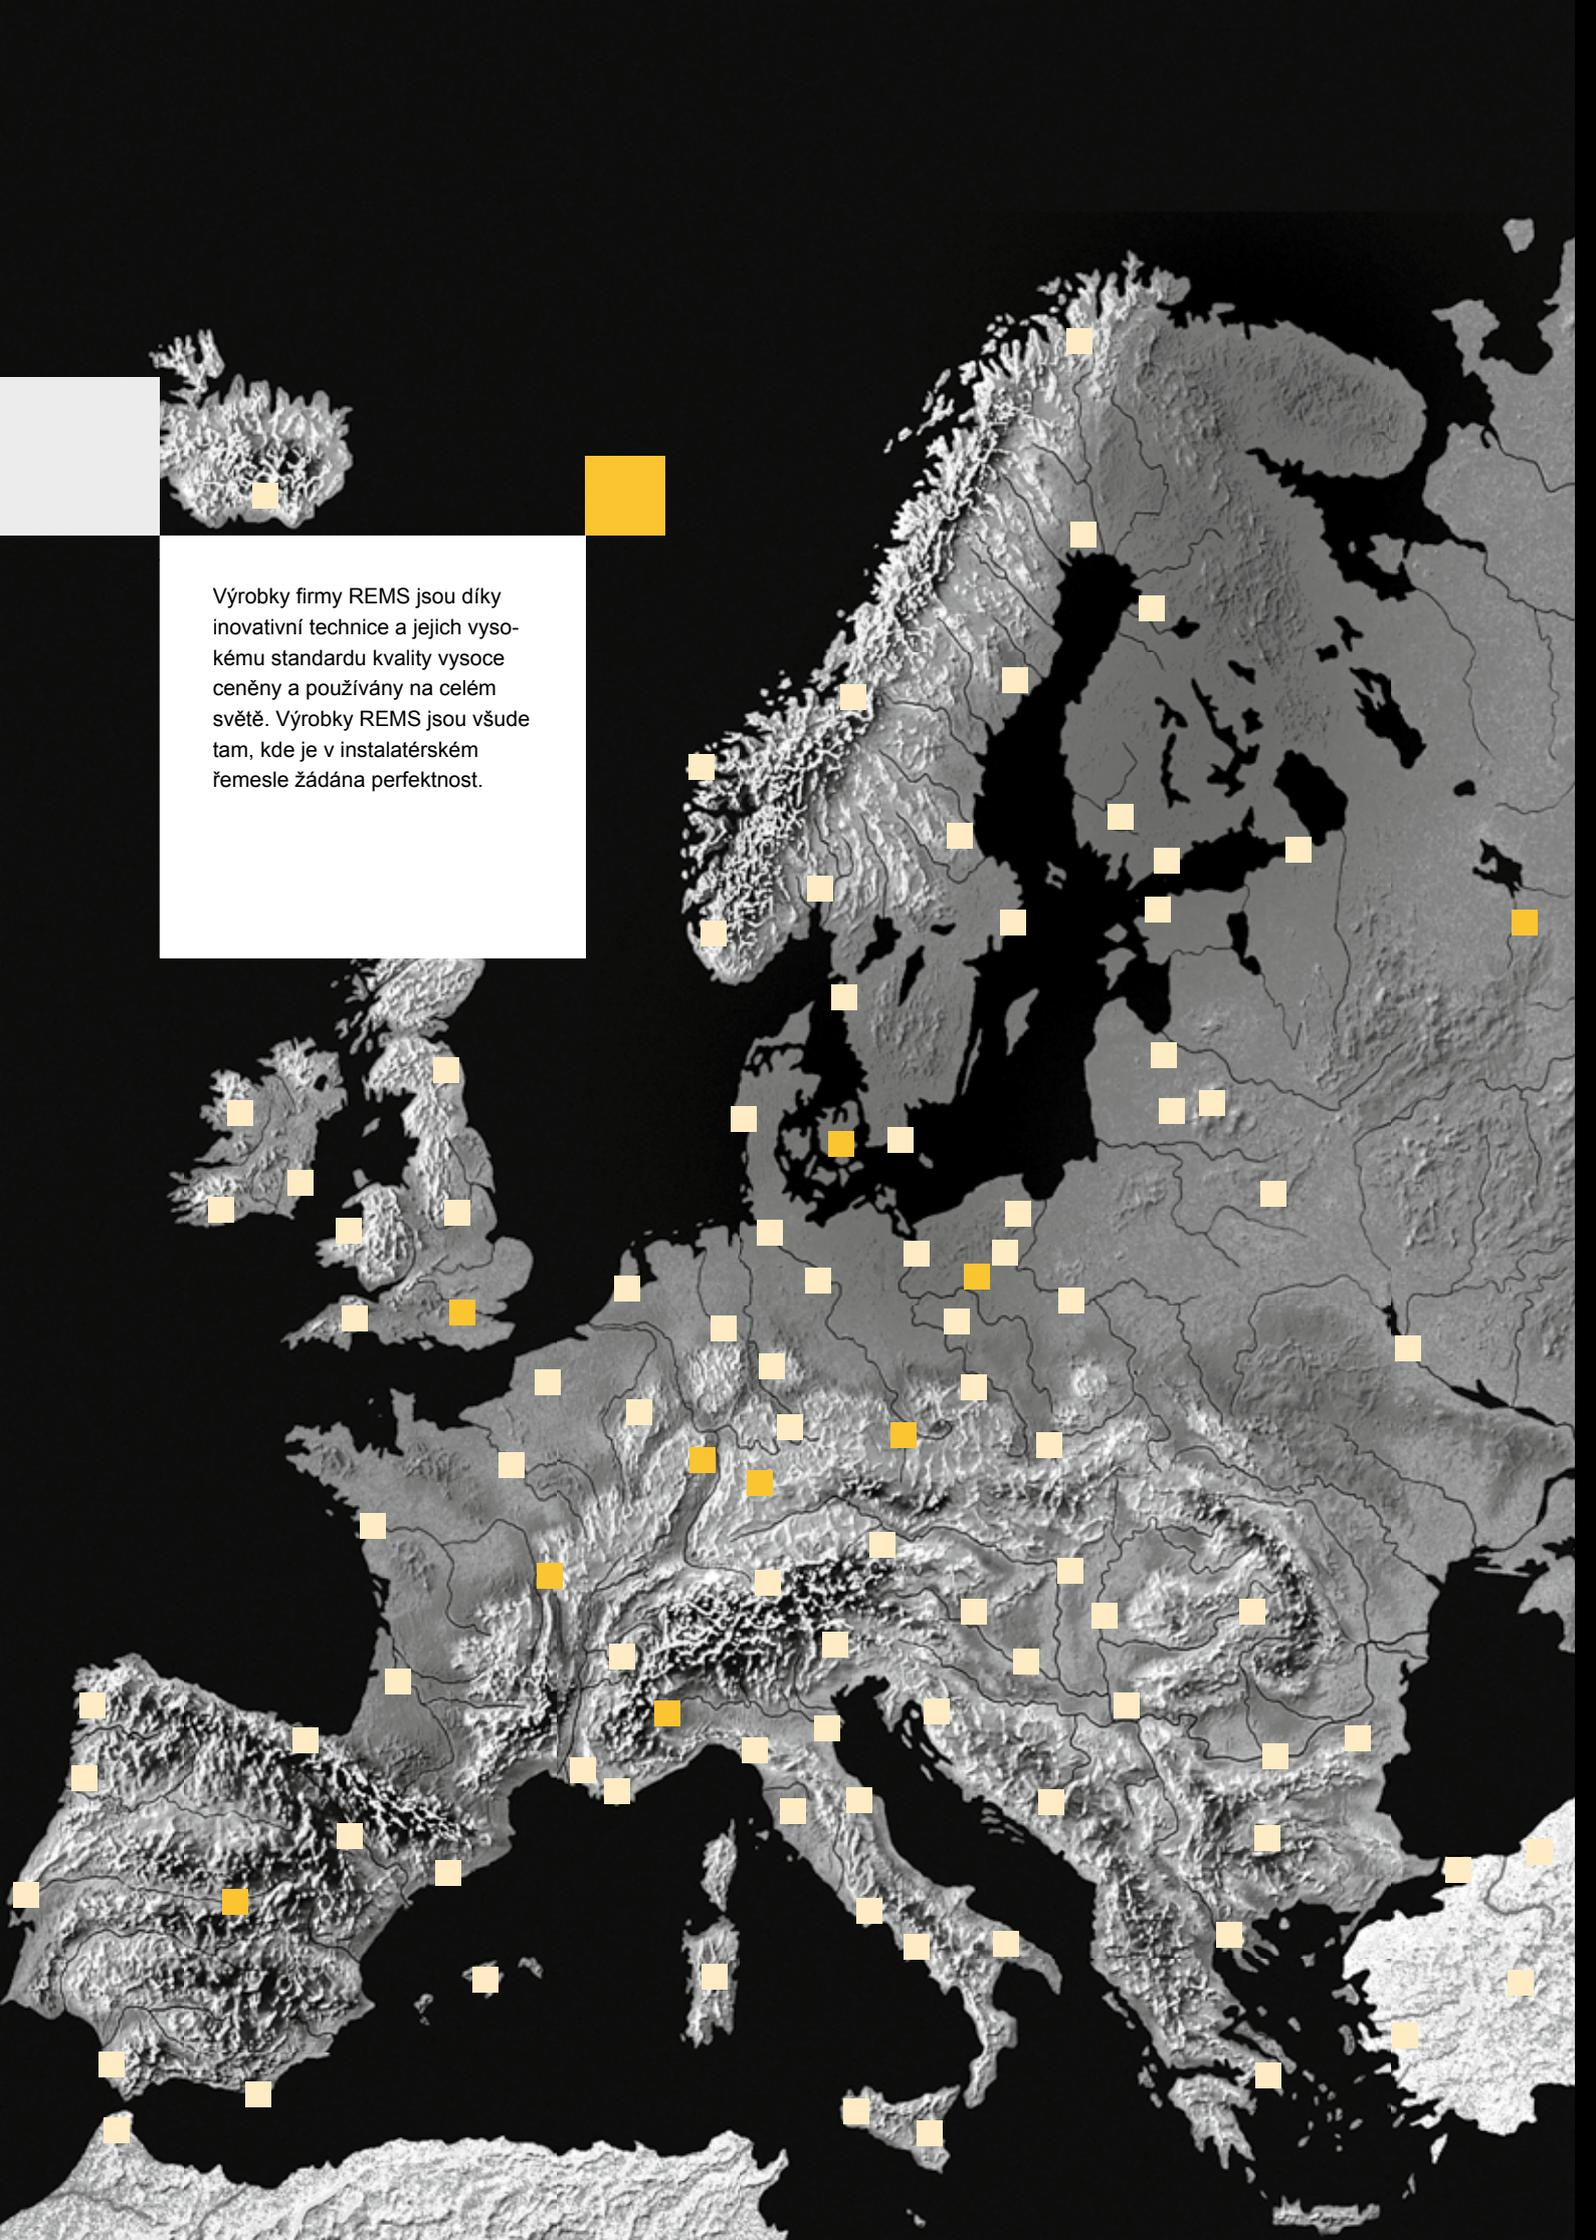 Výrobky firmy REMS jsou díky
inovativní technice a jejich vyso-
kému standardu kvality vysoce
ceněny a používány na celém
světě. Výrobky REMS jsou všude
tam, kde je v instalatérském
řemesle žádána perfektnost.